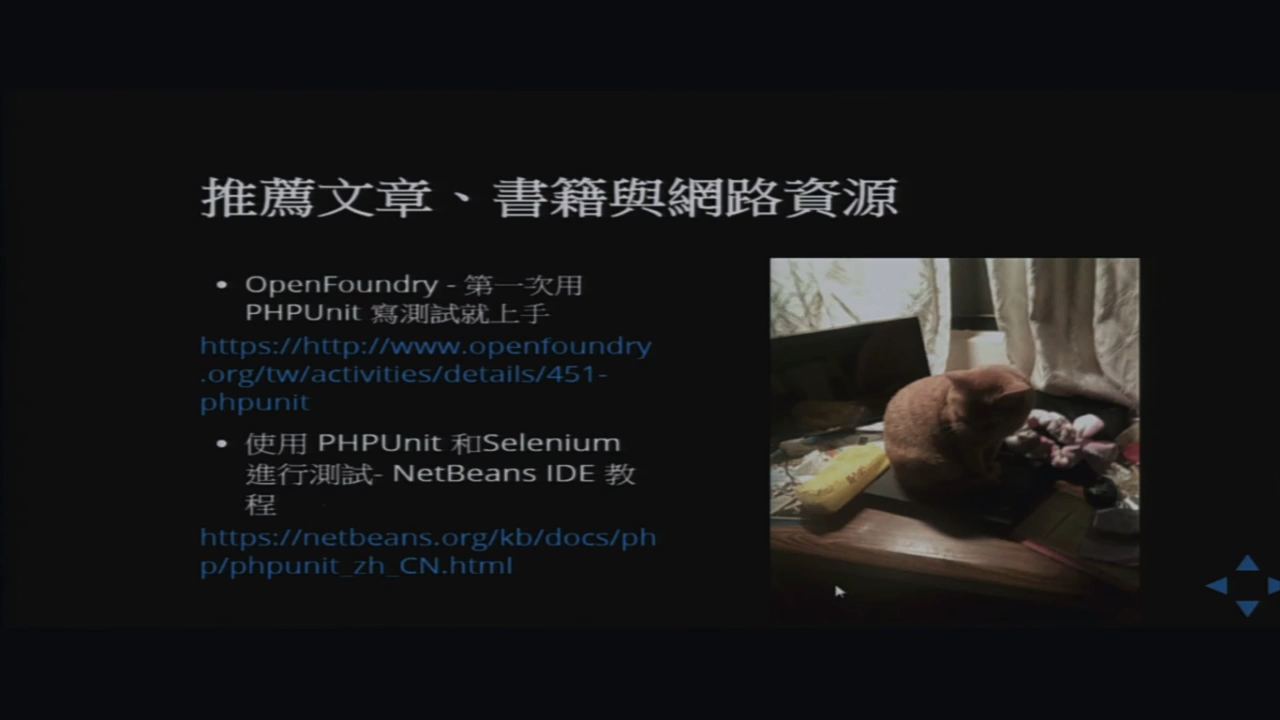 推薦文章、書籍與網路資源
OpenFoundry - 第一次用
PHPUnit 寫測試就上手
https://http://www.openfoundry
.org/tw/activities/details/451-
phpunit
使用 PHPUnit 和Selenium
進行測試- NetBeans IDE 教
程
https://netbeans.org/kb/docs/ph
p/phpunit_zh_CN.html